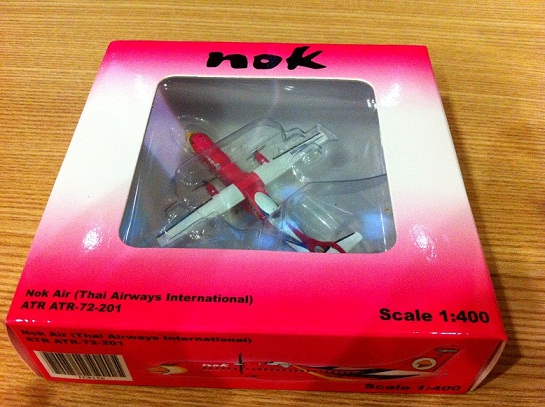 nok
Nok Air (Thai Airways International)
ATR ATR-72-201
Scale 1:400
Nok Air (Thai Airways International)
ATR ATR-72-201
nok
Scale 1:400